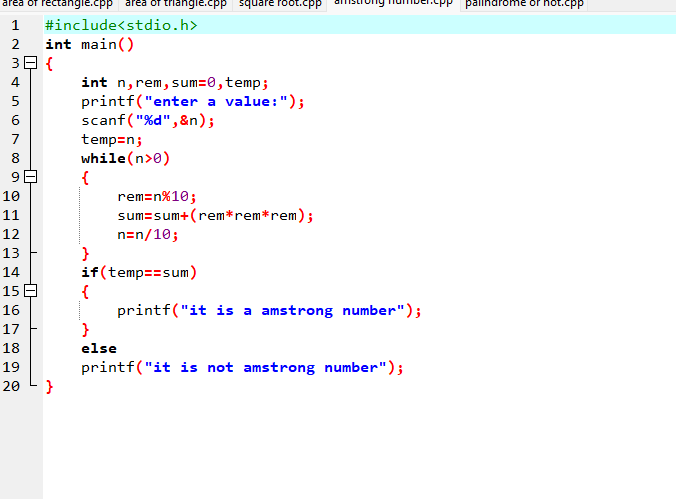 area of rectangle.cpp area of triangle.cpp square root.cpp amstrong number.cpp palindrome or not.cpp
1 #include<stdio.h>
2 int main()
3 {
4 int n,rem,sum=0,temp;
5 printf("enter a value:");
6 scanf("%d",&n);
7 temp=n;
8 while(n>0)
9 {
10 rem=n%10;
11 sum=sum+(rem*rem*rem);
12 n=n/10;
13 }
14 if(temp==sum)
15 {
16 printf("it is a amstrong number");
17 }
18 else
19 printf("it is not amstrong number");
20 }